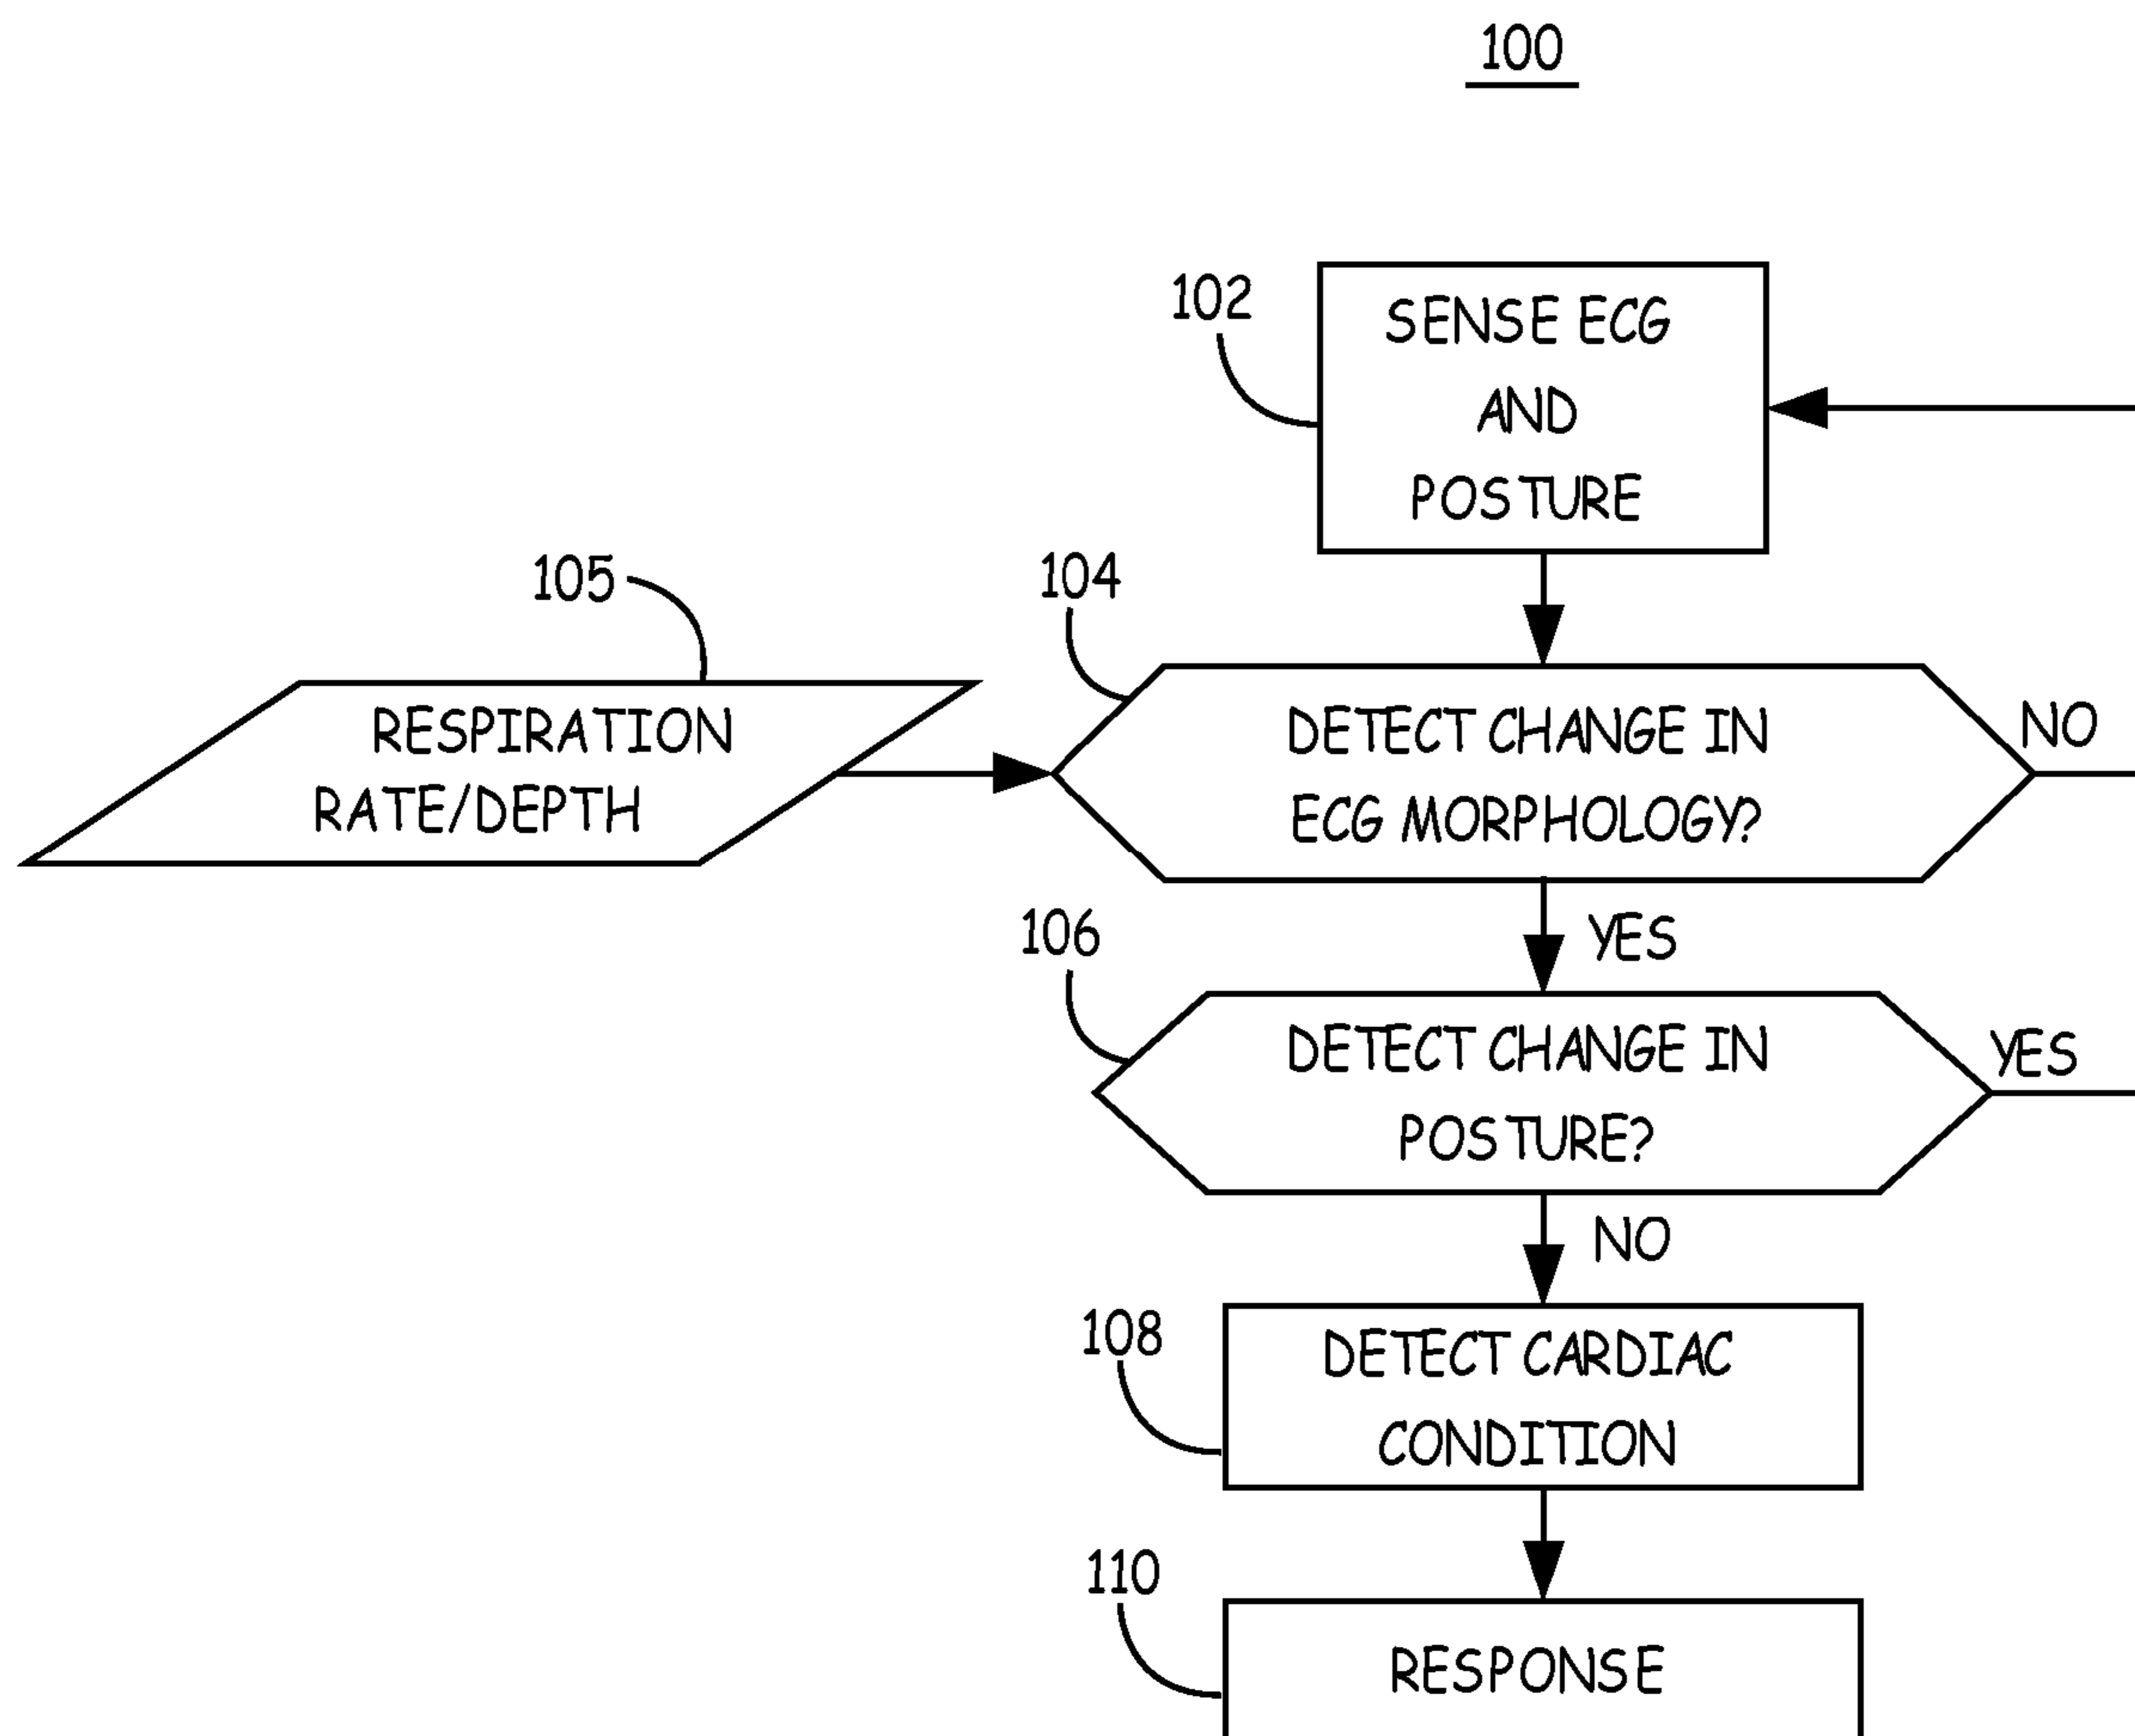 100
102
SENSE ECG
AND
POSTURE
105
104
RESPIRATION
RATE/DEPTH
DETECT CHANGE IN
ECG MORPHOLOGY?
NO
YES
106
DETECT CHANGE IN
POSTURE?
YES
NO
108
DETECT CARDIAC
CONDITION
110
RESPONSE